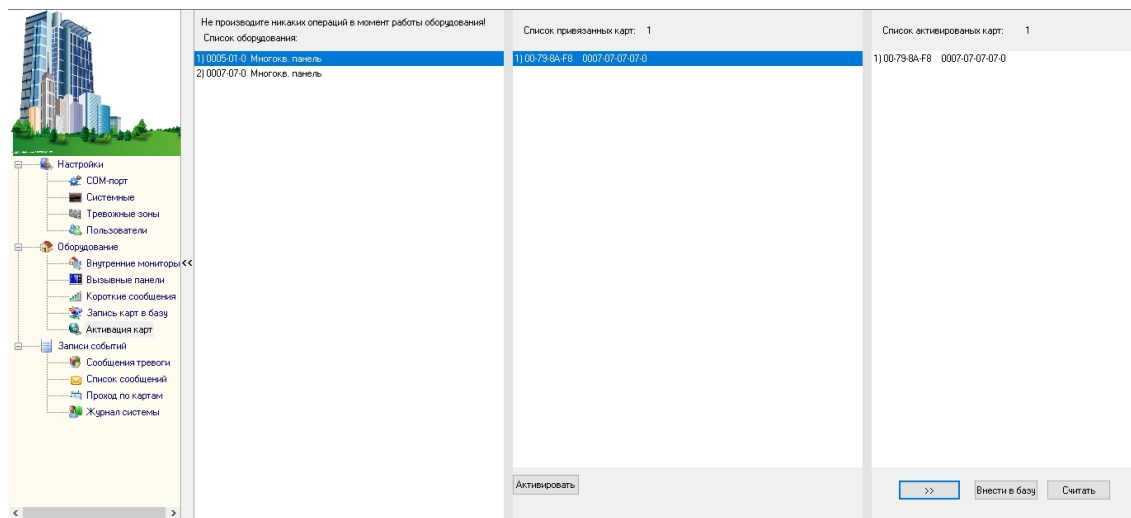 Не производите никаких операций в момент работы оборудования!
Список оборудования:
1) 0005-01-0 Многокв. панель
2) 0007-07-0 Многокв. панель
Список привязанных карт: 1
1) 00-79-8A-F8 0007-07-07-07-0
Активировать
Список активированых карт: 1
1) 00-79-8A-F8 0007-07-07-07-0
>>
Внести в базу
Считать
Настройки
COM-порт
Системные
Тревожные зоны
Пользователи
Оборудование
Внутренние мониторы
<<
Вызывные панели
Короткие сообщения
Запись карт в базу
Активация карт
Записи событий
Сообщения тревоги
Список сообщений
Проход по картам
Журнал системы